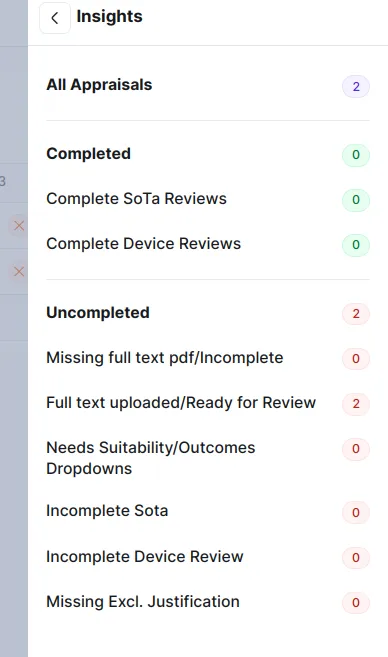 Insights
All Appraisals 2
Completed 0
Complete SoTa Reviews 0
Complete Device Reviews 0
Uncompleted 2
Missing full text pdf/Incomplete 0
Full text uploaded/Ready for Review 2
Needs Suitability/Outcomes 0
Dropdowns
Incomplete Sota 0
Incomplete Device Review 0
Missing Excl. Justification 0
3